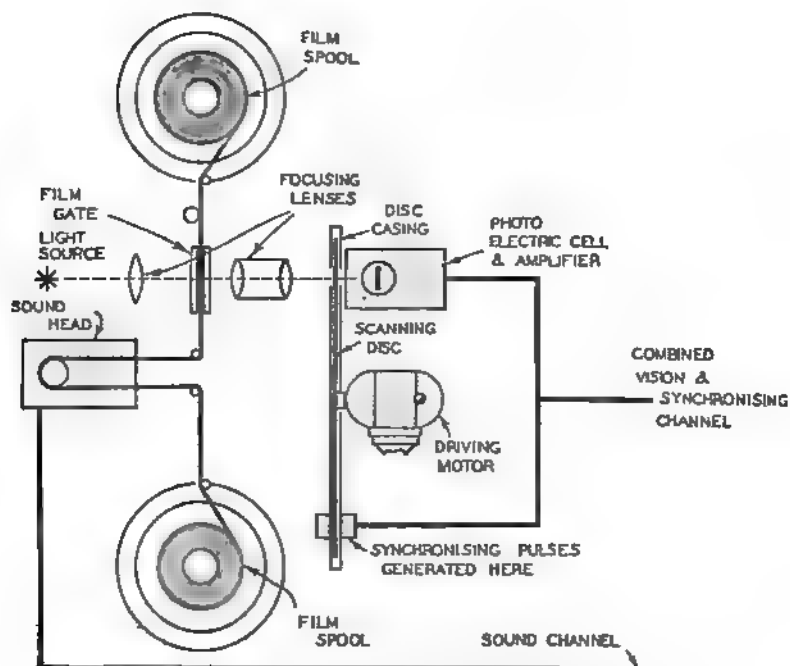 FILM
SPOOL
FOCUSING
LENSES
FILM
GATE
DISC
CASING
PHOTO
ELECTRIC CELL
& AMPLIFIER
LIGHT
SOURCE
SOUND
HEAD
SCANNING
DISC
COMBINED
VISION &
SYNCHRONISING
CHANNEL
DRIVING
MOTOR
SYNCHRONISING PULSES
GENERATED HERE
FILM
SPOOL
SOUND CHANNEL